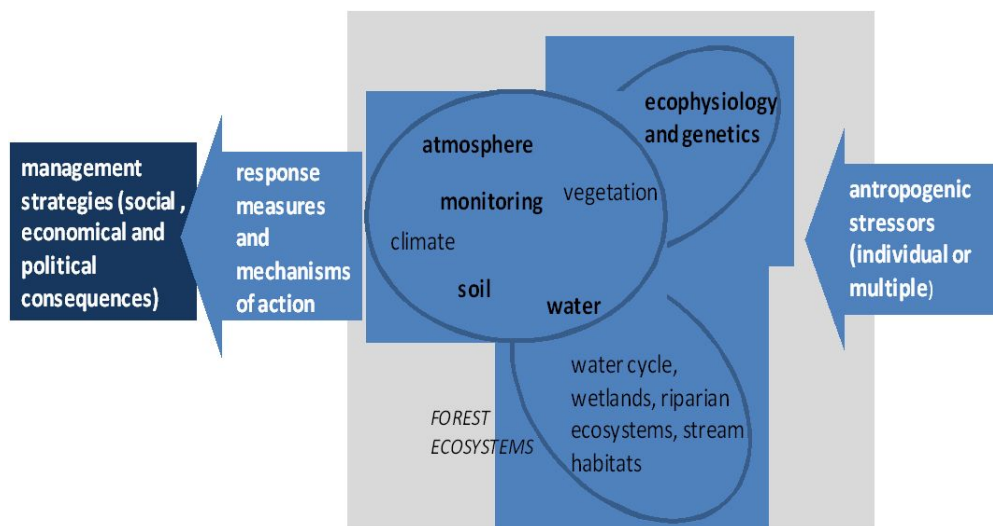 management
strategies (social ,
economical and
political
consequences)
response
measures
and
mechanisms
of action
atmosphere
monitoring
vegetation
climate
soil
water
ecophysiology
and genetics
water cycle,
wetlands, riparian
ecosystems, stream
habitats
FOREST
ECOSYSTEMS
antropogenic
stressors
(individual or
multiple)